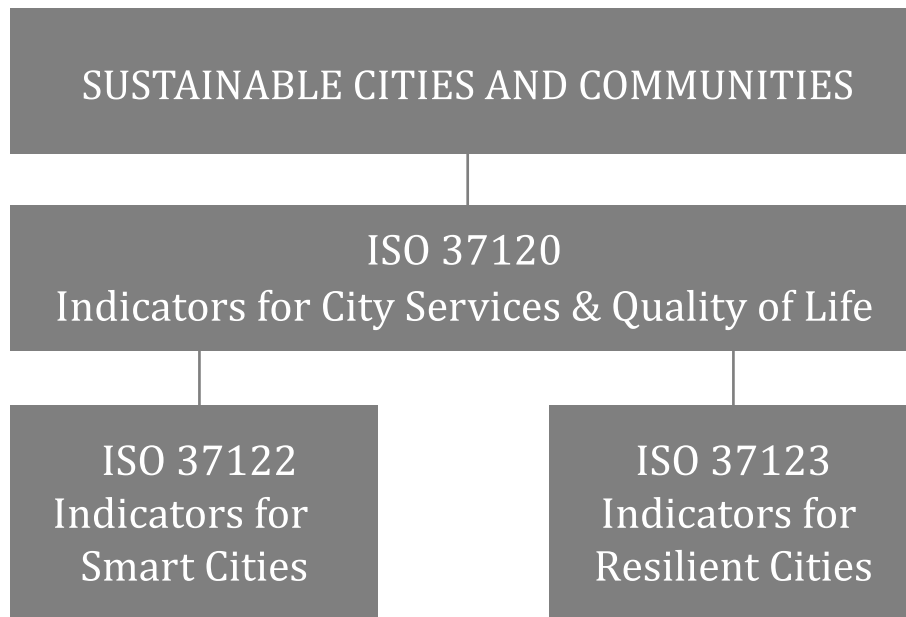 SUSTAINABLE CITIES AND COMMUNITIES
ISO 37120
Indicators for City Services & Quality of Life
ISO 37122
Indicators for
Smart Cities
ISO 37123
Indicators for
Resilient Cities